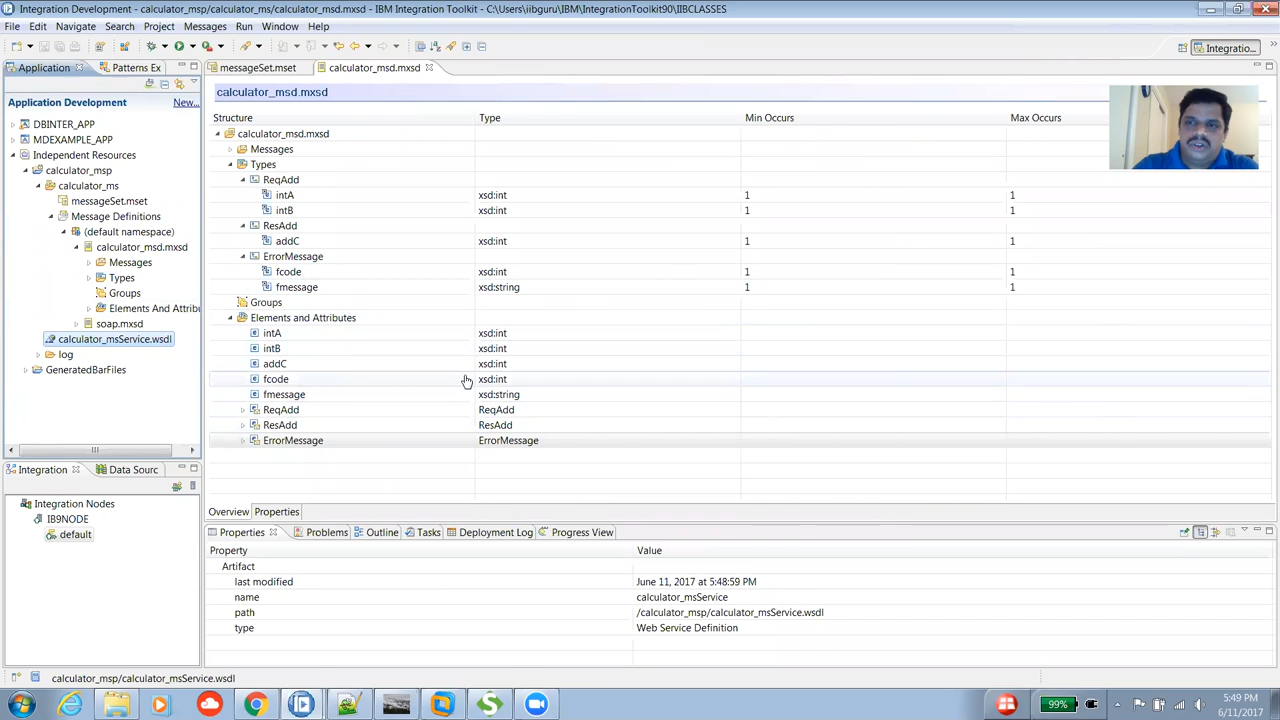 Integration Development - calculator_msp/calculator_ms/calculator_msd.mxsd - IBM Integration Toolkit - C:\Users\iibguru\IBM\IntegrationToolkit90\IIBCLASSES
File Edit Navigate Search Project Messages Run Window Help
Integratio...
Application Patterns Ex
messageSet.mset calculator_msd.mxsd
Application Development New...
DBINTER_APP
MDEXAMPLE_APP
Independent Resources
calculator_msp
calculator_ms
messageSet.mset
Message Definitions
(default namespace)
calculator_msd.mxsd
Messages
Types
Groups
Elements And Attribu
soap.mxsd
calculator_msService.wsdl
log
GeneratedBarFiles
Integration Data Sourc
Integration Nodes
IB9NODE
default
calculator_msd.mxsd
Structure Type Min Occurs Max Occurs
calculator_msd.mxsd
Messages
Types
ReqAdd
intA xsd:int 1 1
intB xsd:int 1 1
ResAdd
addC xsd:int 1 1
ErrorMessage
fcode xsd:int 1 1
fmessage xsd:string 1 1
Groups
Elements and Attributes
intA xsd:int
intB xsd:int
addC xsd:int
fcode xsd:int
fmessage xsd:string
ReqAdd ReqAdd
ResAdd ResAdd
ErrorMessage ErrorMessage
Overview Properties
Properties Problems Outline Tasks Deployment Log Progress View
Property Value
Artifact
last modified June 11, 2017 at 5:48:59 PM
name calculator_msService
path /calculator_msp/calculator_msService.wsdl
type Web Service Definition
calculator_msp/calculator_msService.wsdl
99%
5:49 PM
6/11/2017